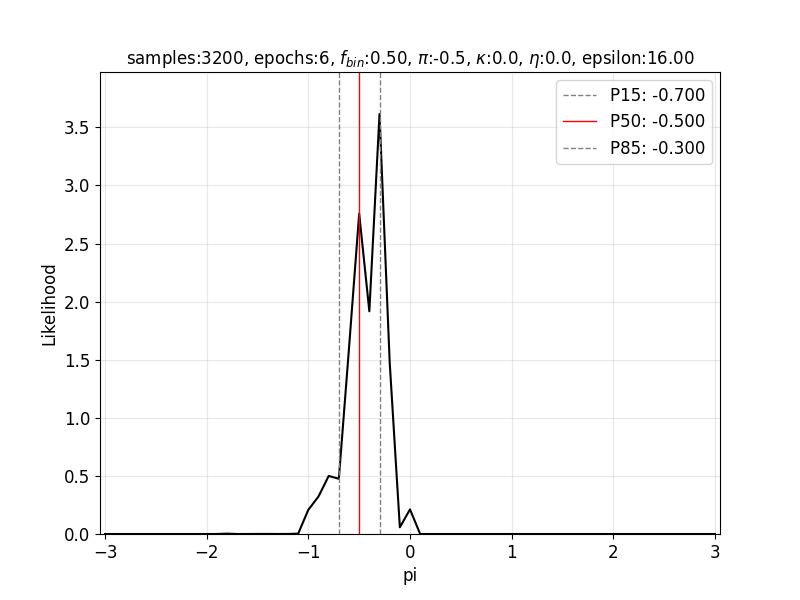 samples:3200, epochs:6, f_bin:0.50, π:-0.5, κ:0.0, η:0.0, epsilon:16.00
P15: -0.700
P50: -0.500
P85: -0.300
3.5
3.0
2.5
2.0
1.5
1.0
0.5
0.0
Likelihood
−3 −2 −1 0 1 2 3
pi